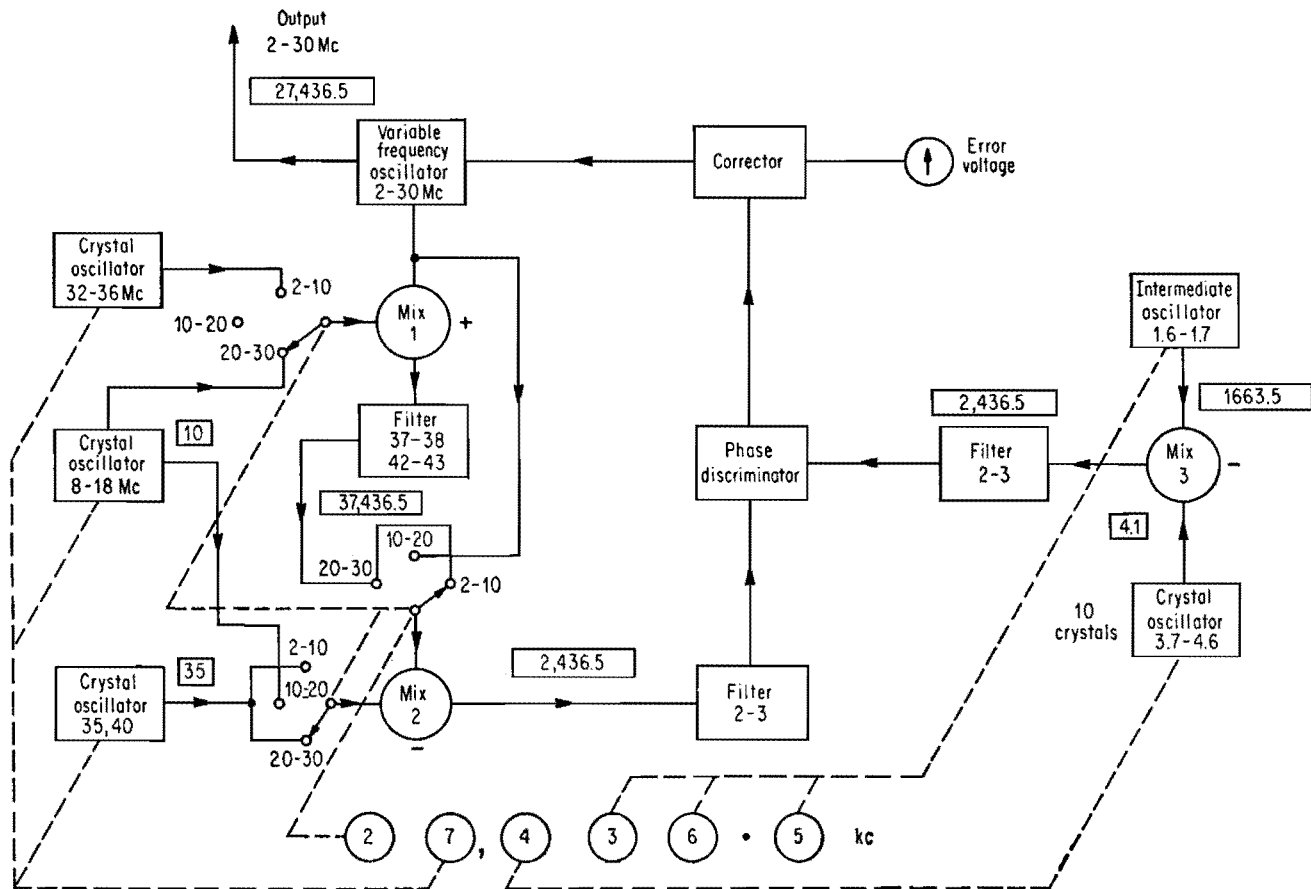 Output
2-30 Mc
27,436.5
Variable
frequency
oscillator
2-30 Mc
Corrector
Error
voltage
Crystal
oscillator
32-36 Mc
2-10
10-20
20-30
Mix
1
+
Intermediate
oscillator
1.6-1.7
1663.5
Crystal
oscillator
8-18 Mc
10
Filter
37-38
42-43
37,436.5
Phase
discriminator
2,436.5
Filter
2-3
Mix
3
-
4.1
10-20
20-30
2-10
10
crystals
Crystal
oscillator
3.7-4.6
Crystal
oscillator
35,40
35
2-10
10-20
20-30
Mix
2
-
2,436.5
Filter
2-3
2 7, 4 3 6 • 5 kc